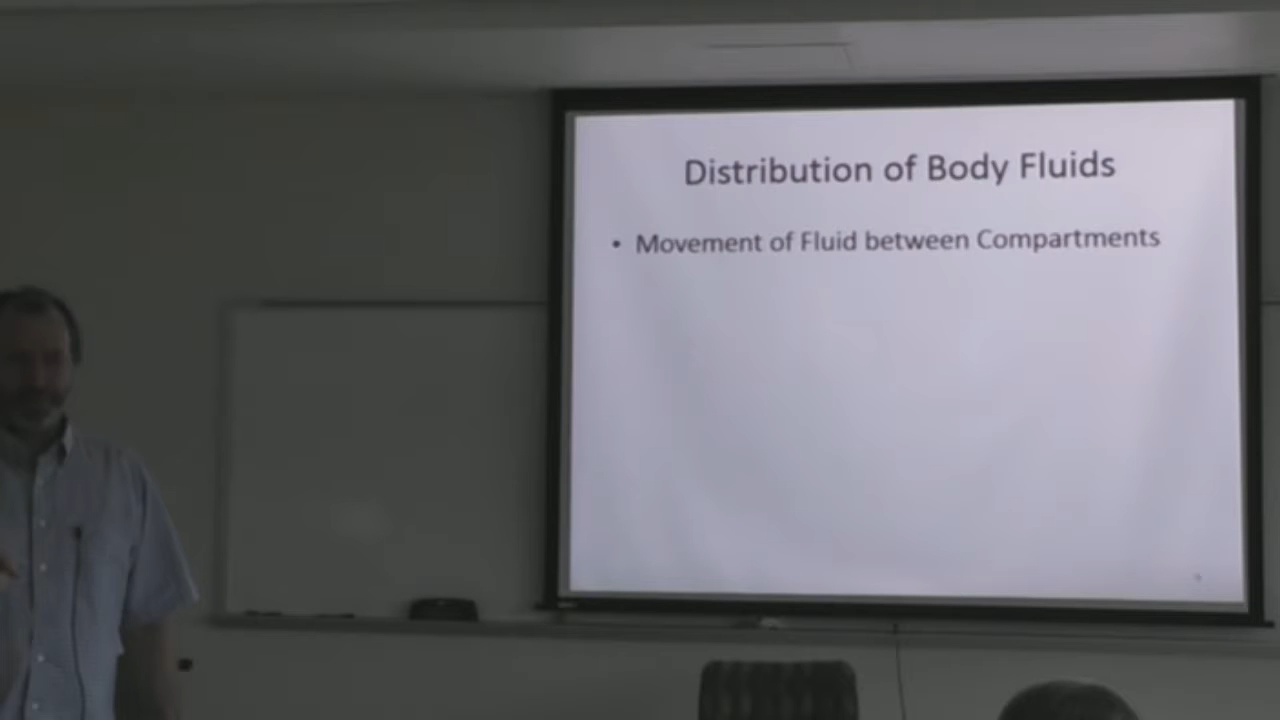 Distribution of Body Fluids
• Movement of Fluid between Compartments